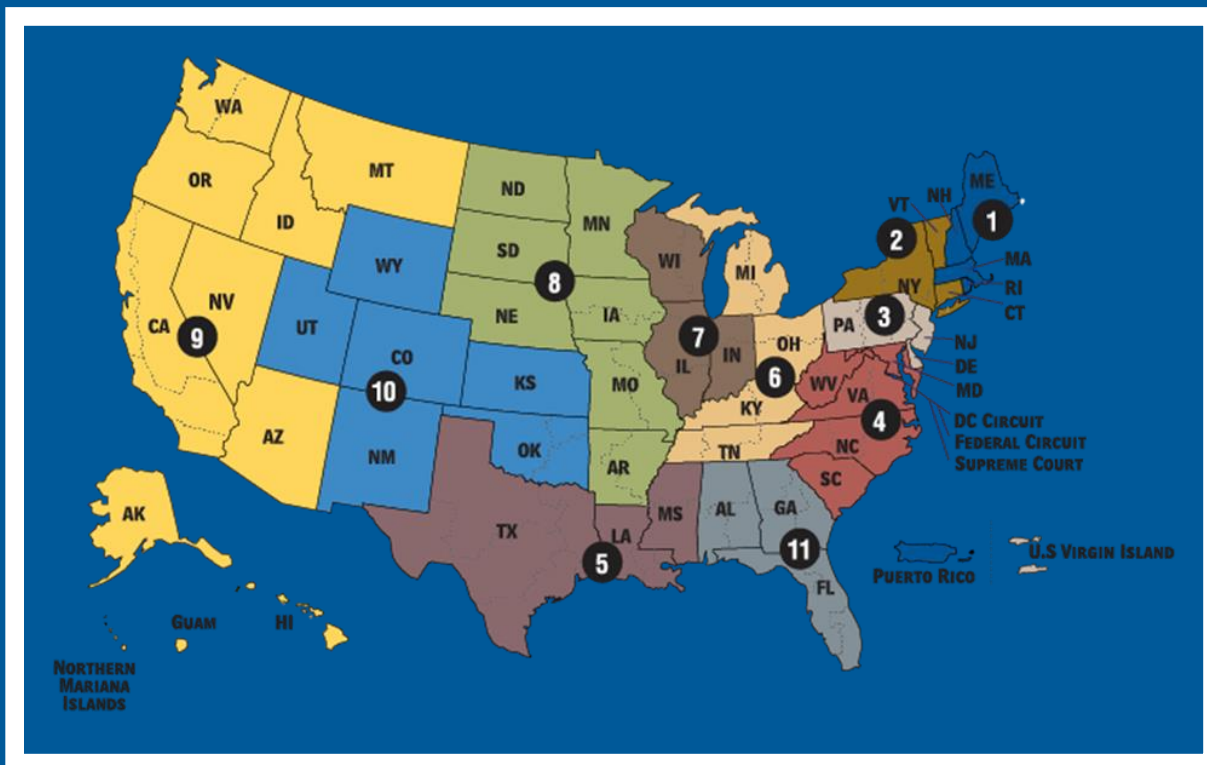 WA
MT
ND
MN
ME
NH
VT
1
OR
ID
SD
WI
MI
2
MA
WY
8
NY
RI
NV
NE
IA
3
CT
CA
9
UT
CO
7
PA
NJ
IL
IN
OH
DE
10
KS
MO
6
WV
VA
MD
KY
4
DC CIRCUIT
FEDERAL CIRCUIT
SUPREME COURT
AZ
NM
OK
AR
TN
NC
SC
AK
TX
LA
MS
AL
GA
5
11
FL
PUERTO RICO
U.S VIRGIN ISLAND
GUAM
HI
NORTHERN
MARIANA
ISLANDS